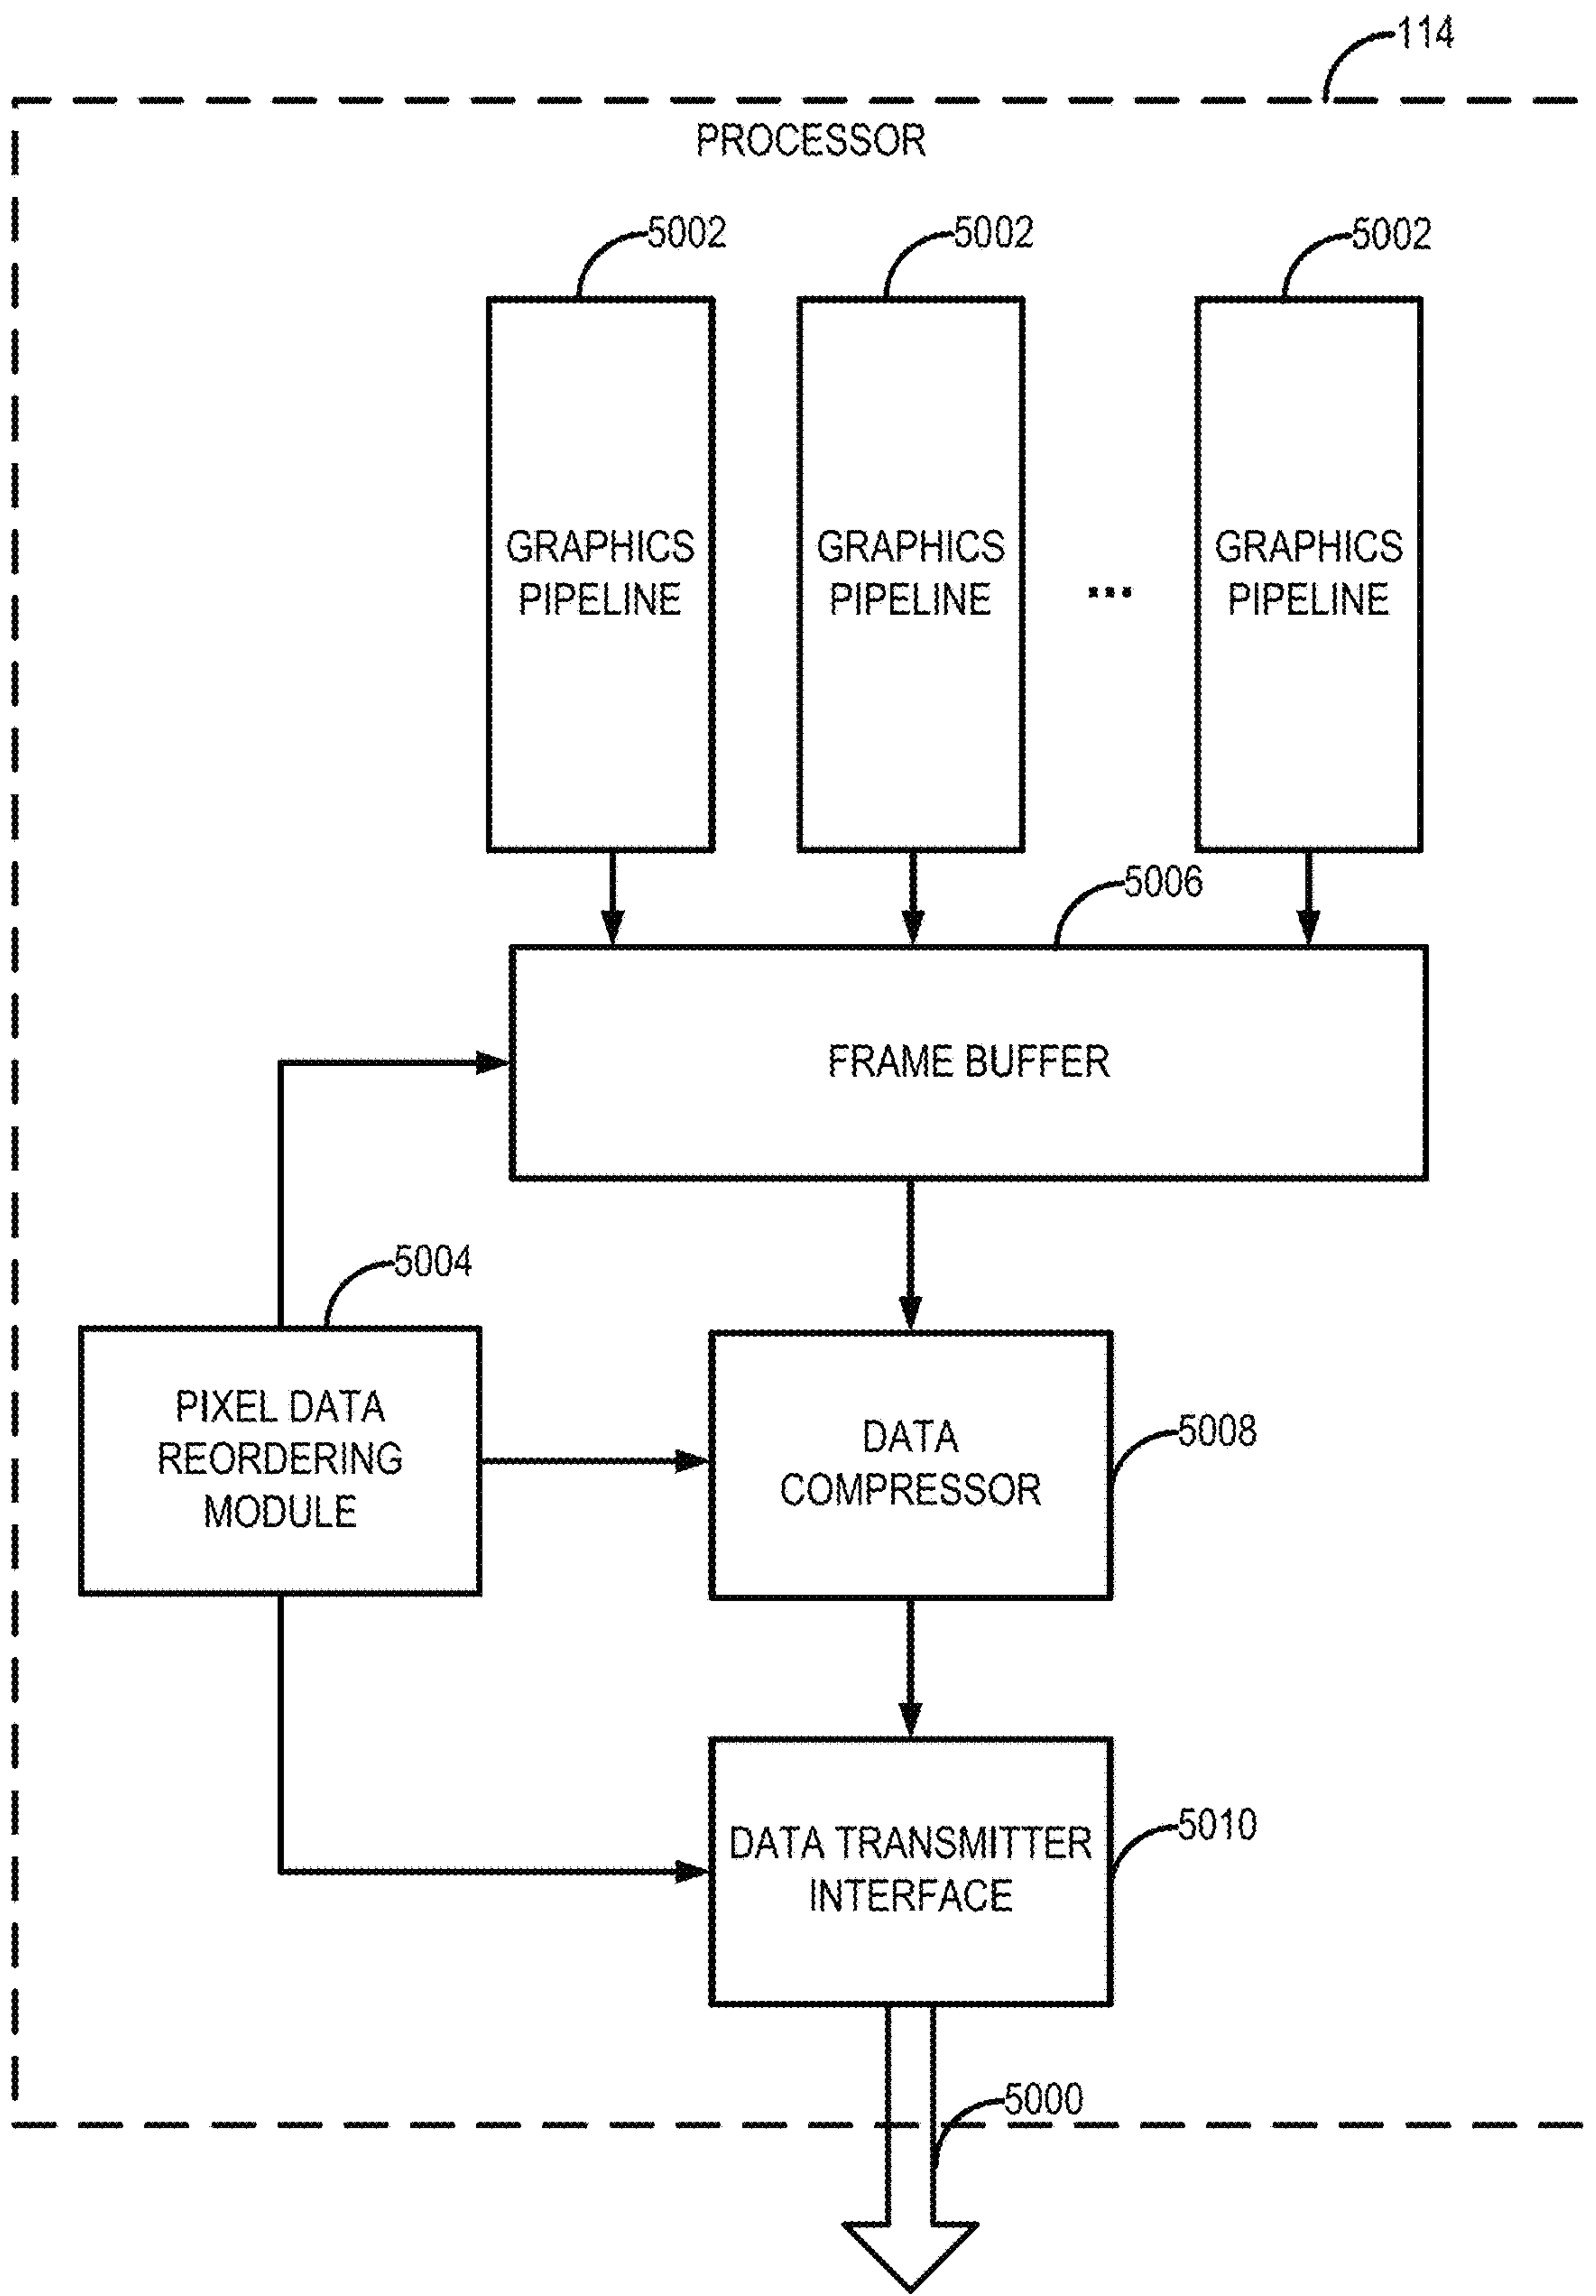 114
PROCESSOR
5002
5002
5002
GRAPHICS
PIPELINE
GRAPHICS
PIPELINE
...
GRAPHICS
PIPELINE
5006
FRAME BUFFER
5004
PIXEL DATA
REORDERING
MODULE
DATA
COMPRESSOR
5008
DATA TRANSMITTER
INTERFACE
5010
5000